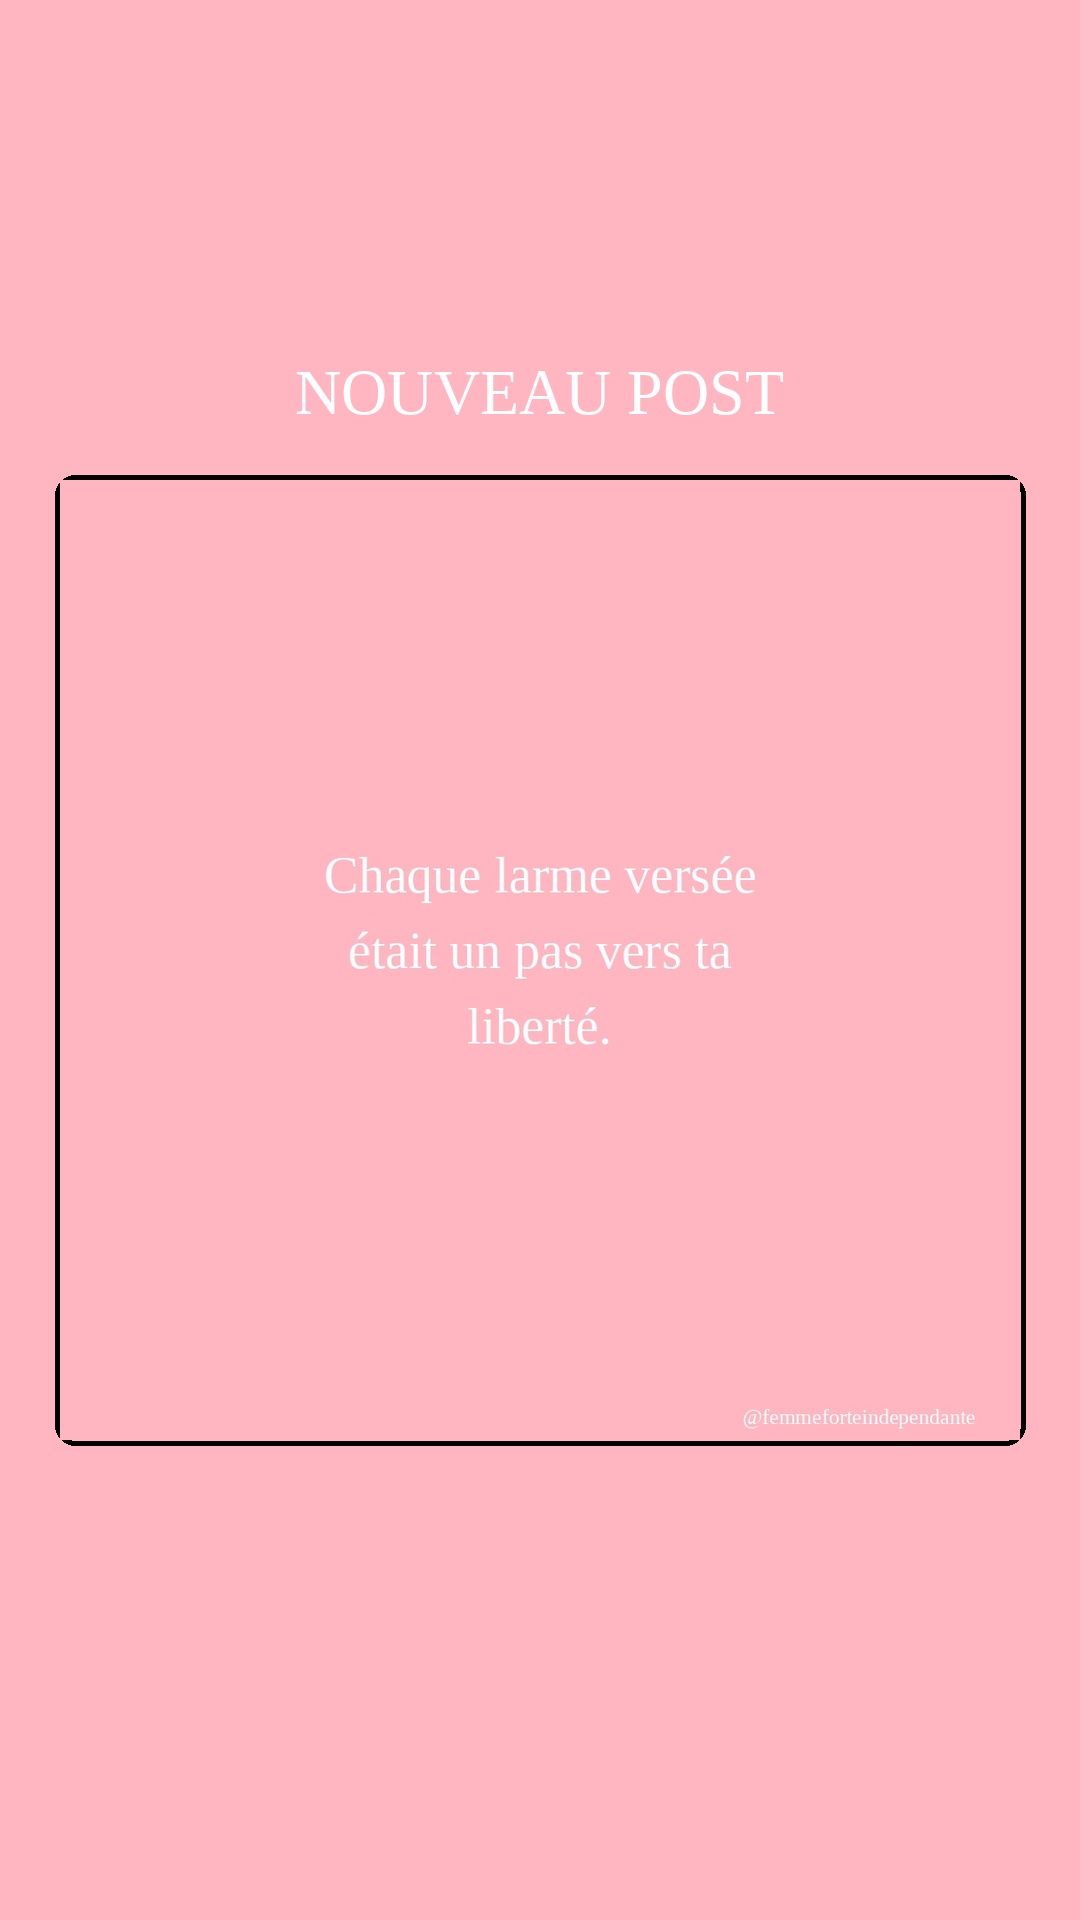 NOUVEAU POST
Chaque larme versée
était un pas vers ta
liberté.
@femmeforteindependante